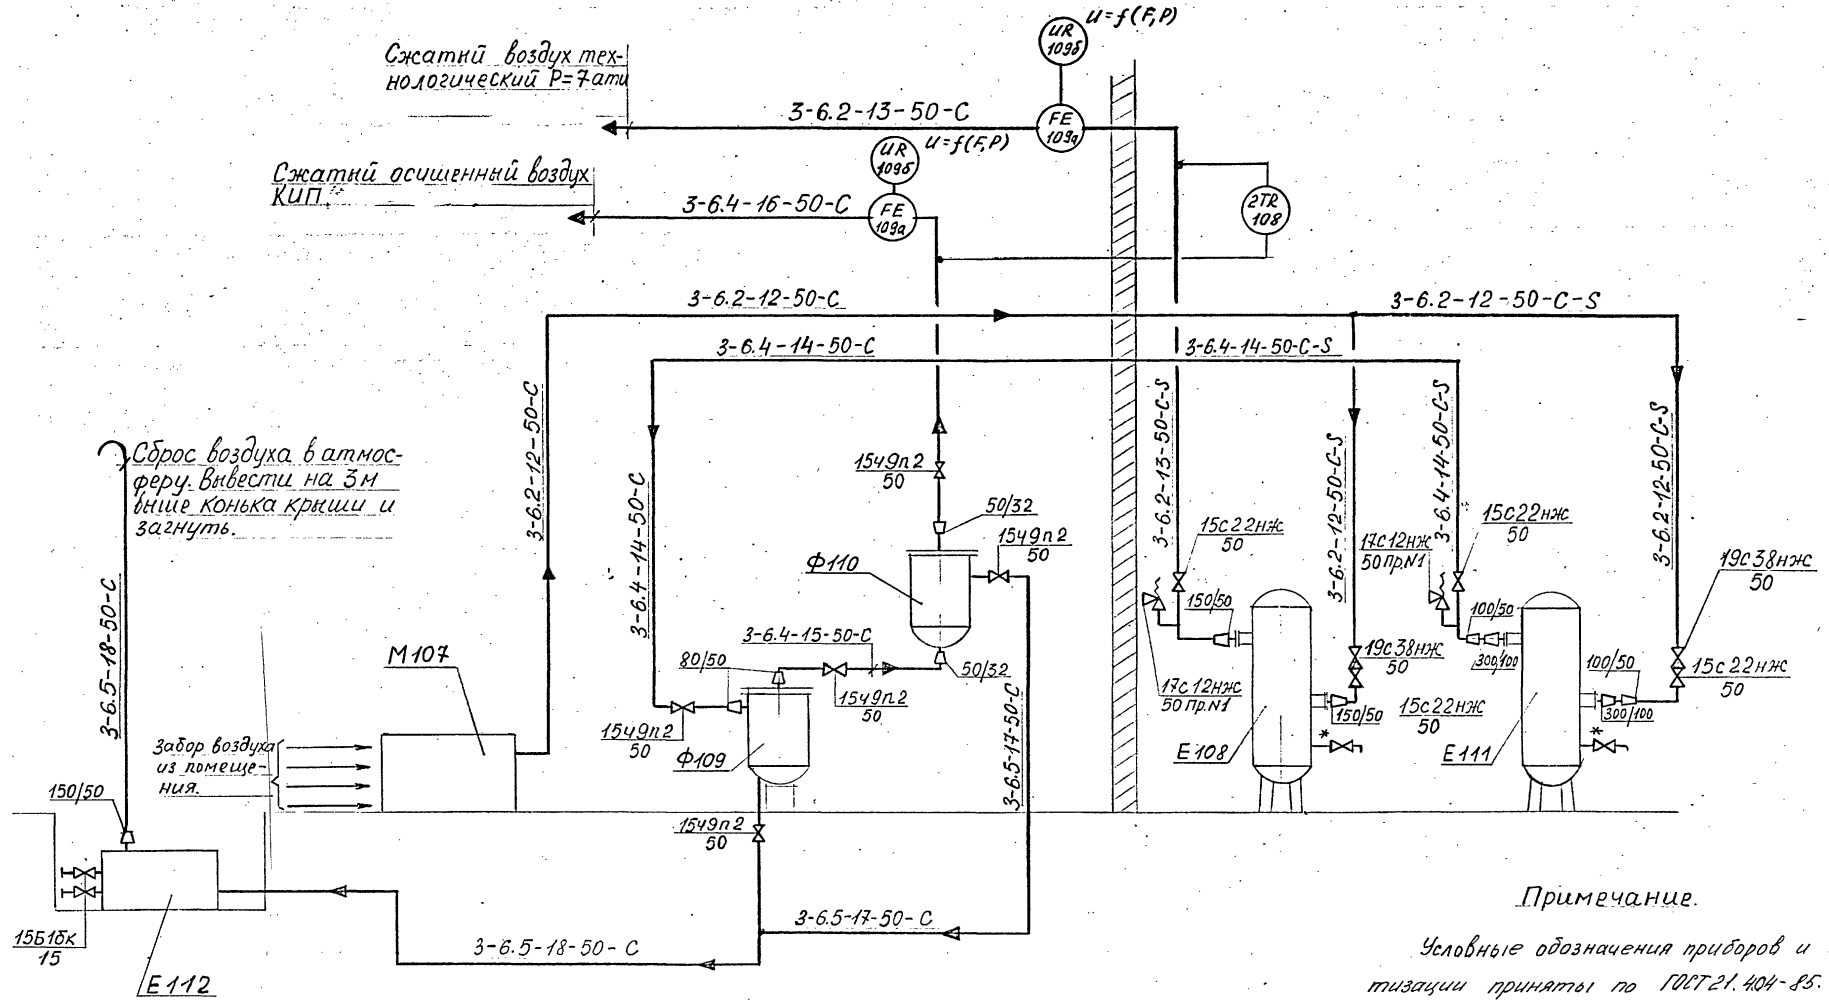 UR
109б
U=f(F,P)
Сжатый воздух тех-
нологический Р=7ати
3-6.2-13-50-С
FE
109а
UR
109б
U=f(F,P)
Сжатый осушенный воздух
КИП.
3-6.4-16-50-С
FE
109а
2TR
108
3-6.2-12-50-С
3-6.2-12-50-С-S
3-6.4-14-50-С
3-6.4-14-50-С-S
3-6.2-12-50-С
3-6.4-14-50-С
3-6.2-13-50-С-S
3-6.2-12-50-С-S
3-6.4-14-50-С-S
3-6.2-12-50-С-S
Сброс воздуха в атмос-
феру. Вывести на 3м
выше конька крыши и
загнуть.
3-6.5-18-50-С
15ч9п2
50
50/32
15ч9п2
50
Ф110
15с22нж
50
17с12нж
50Пр.N1
15с22нж
50
19с38нж
50
150/50
100/50
3-6.4-15-50-С
80/50
50/32
М107
19с38нж
50
300/100
100/50
15с22нж
50
17с12нж
50Пр.N1
15ч9п2
50
15ч9п2
50
150/50
15с22нж
50
300/100
Забор воздуха
из помеще-
ния.
Ф109
3-6.5-17-50-С
*
*
Е108
Е111
150/50
15ч9п2
50
15Б1бк
15
Е112
3-6.5-18-50-С
3-6.5-17-50-С
Примечание.
Условные обозначения приборов и
тизации приняты по ГОСТ21.404-85.